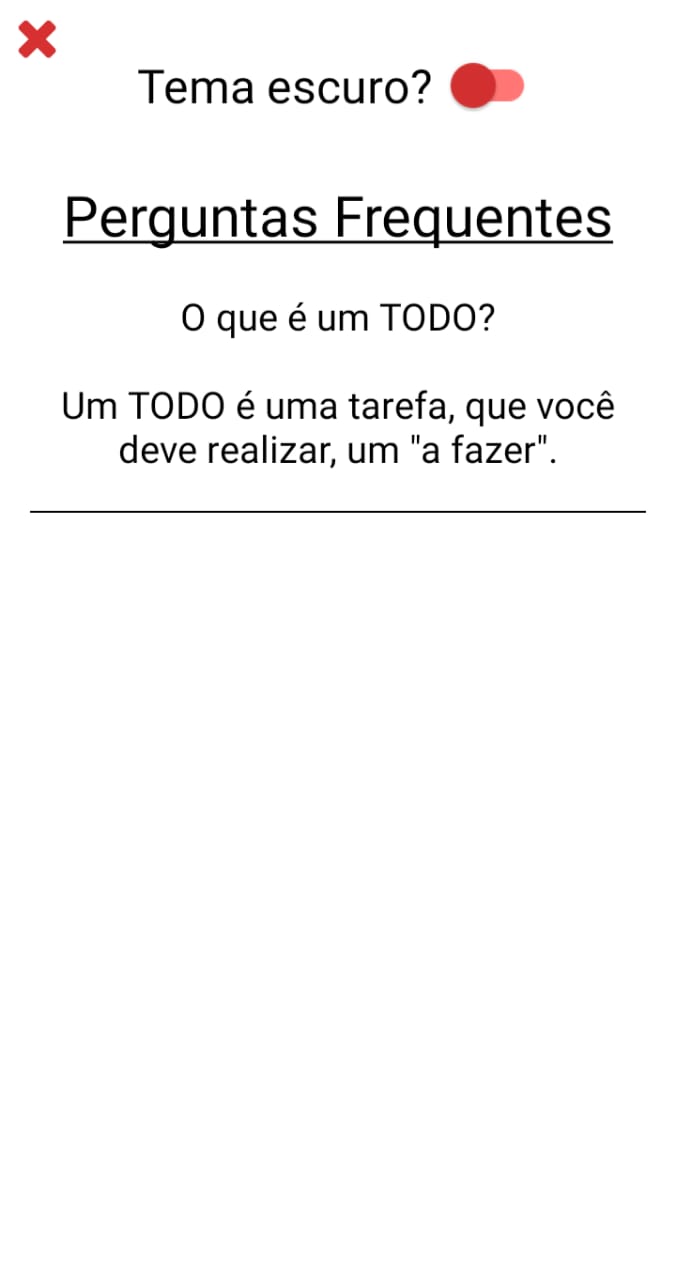 Tema escuro?
Perguntas Frequentes
O que é um TODO?
Um TODO é uma tarefa, que você
deve realizar, um "a fazer".